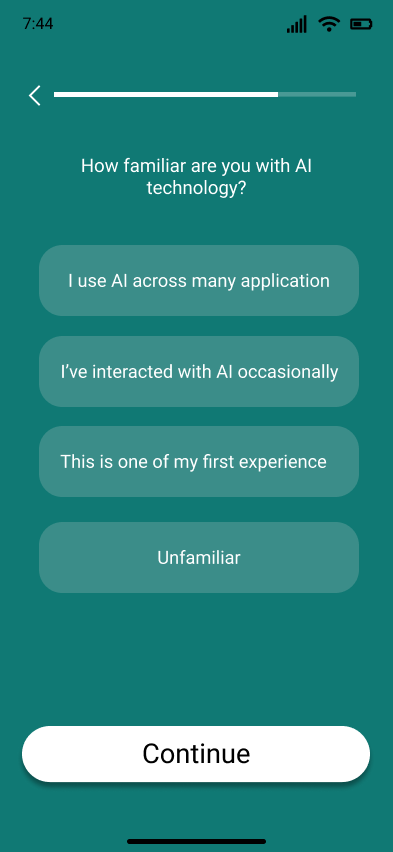 7:44
How familiar are you with AI
technology?
I use AI across many application
I’ve interacted with AI occasionally
This is one of my first experience
Unfamiliar
Continue